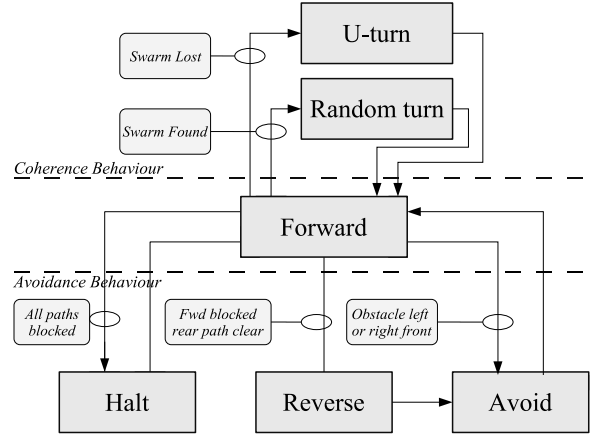 U-turn
Swarm Lost
Random turn
Swarm Found
Coherence Behaviour
Forward
Avoidance Behaviour
All paths
blocked
Fwd blocked
rear path clear
Obstacle left
or right front
Halt
Reverse
Avoid